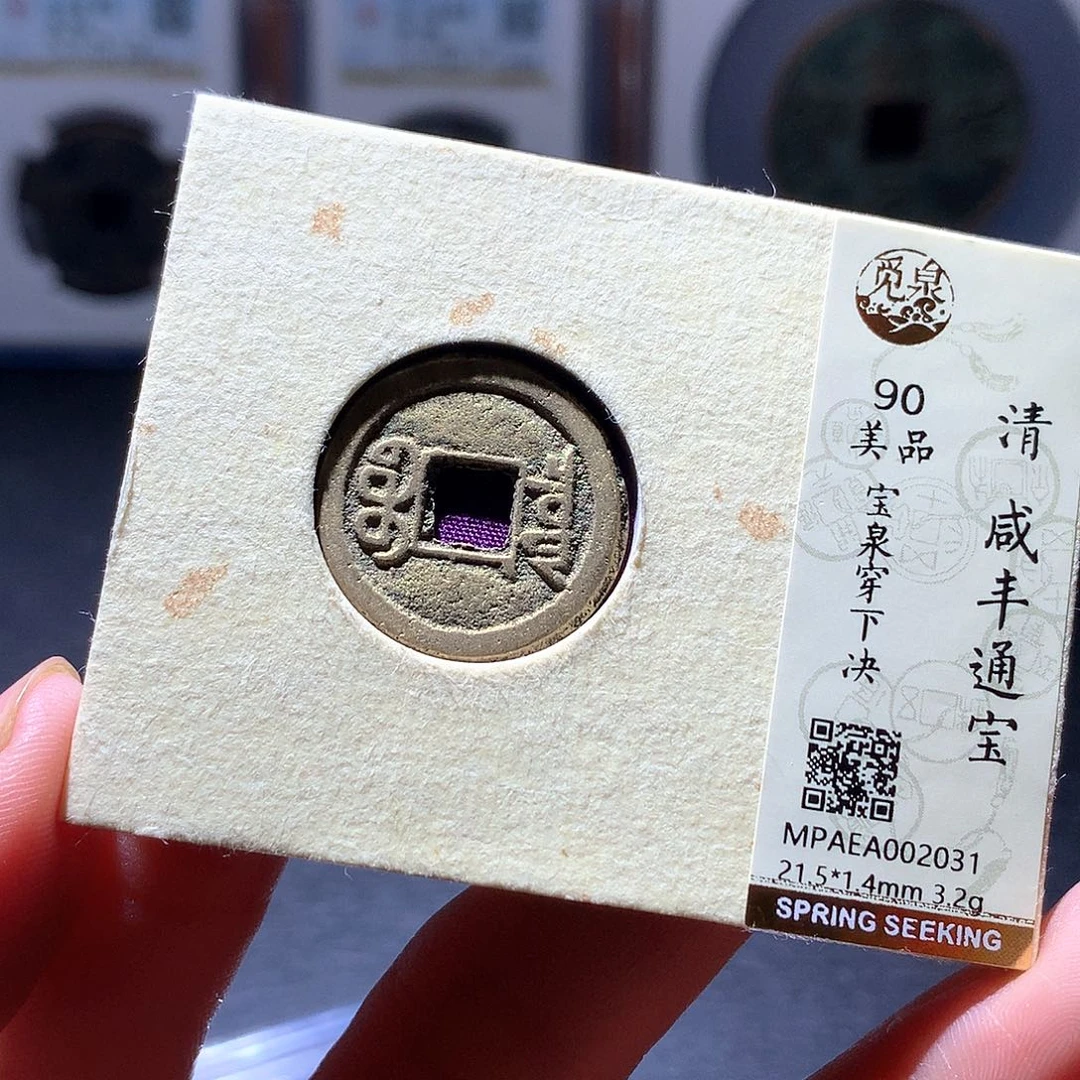 觅泉
90
美品
清 咸丰通宝
宝泉穿下决
MPAEA002031
21.5*1.4mm 3.2g
SPRING SEEKING